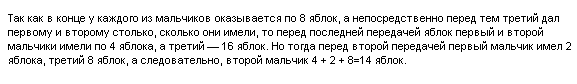 Так как в конце у каждого из мальчиков оказывается по 8 яблок, а непосредственно перед тем третий дал
первому и второму столько, сколько они имели, то перед последней передачей яблок первый и второй
мальчики имели по 4 яблока, а третий — 16 яблок. Но тогда перед второй передачей первый мальчик имел 2
яблока, третий 8 яблок, а следовательно, второй мальчик 4 + 2 + 8=14 яблок.